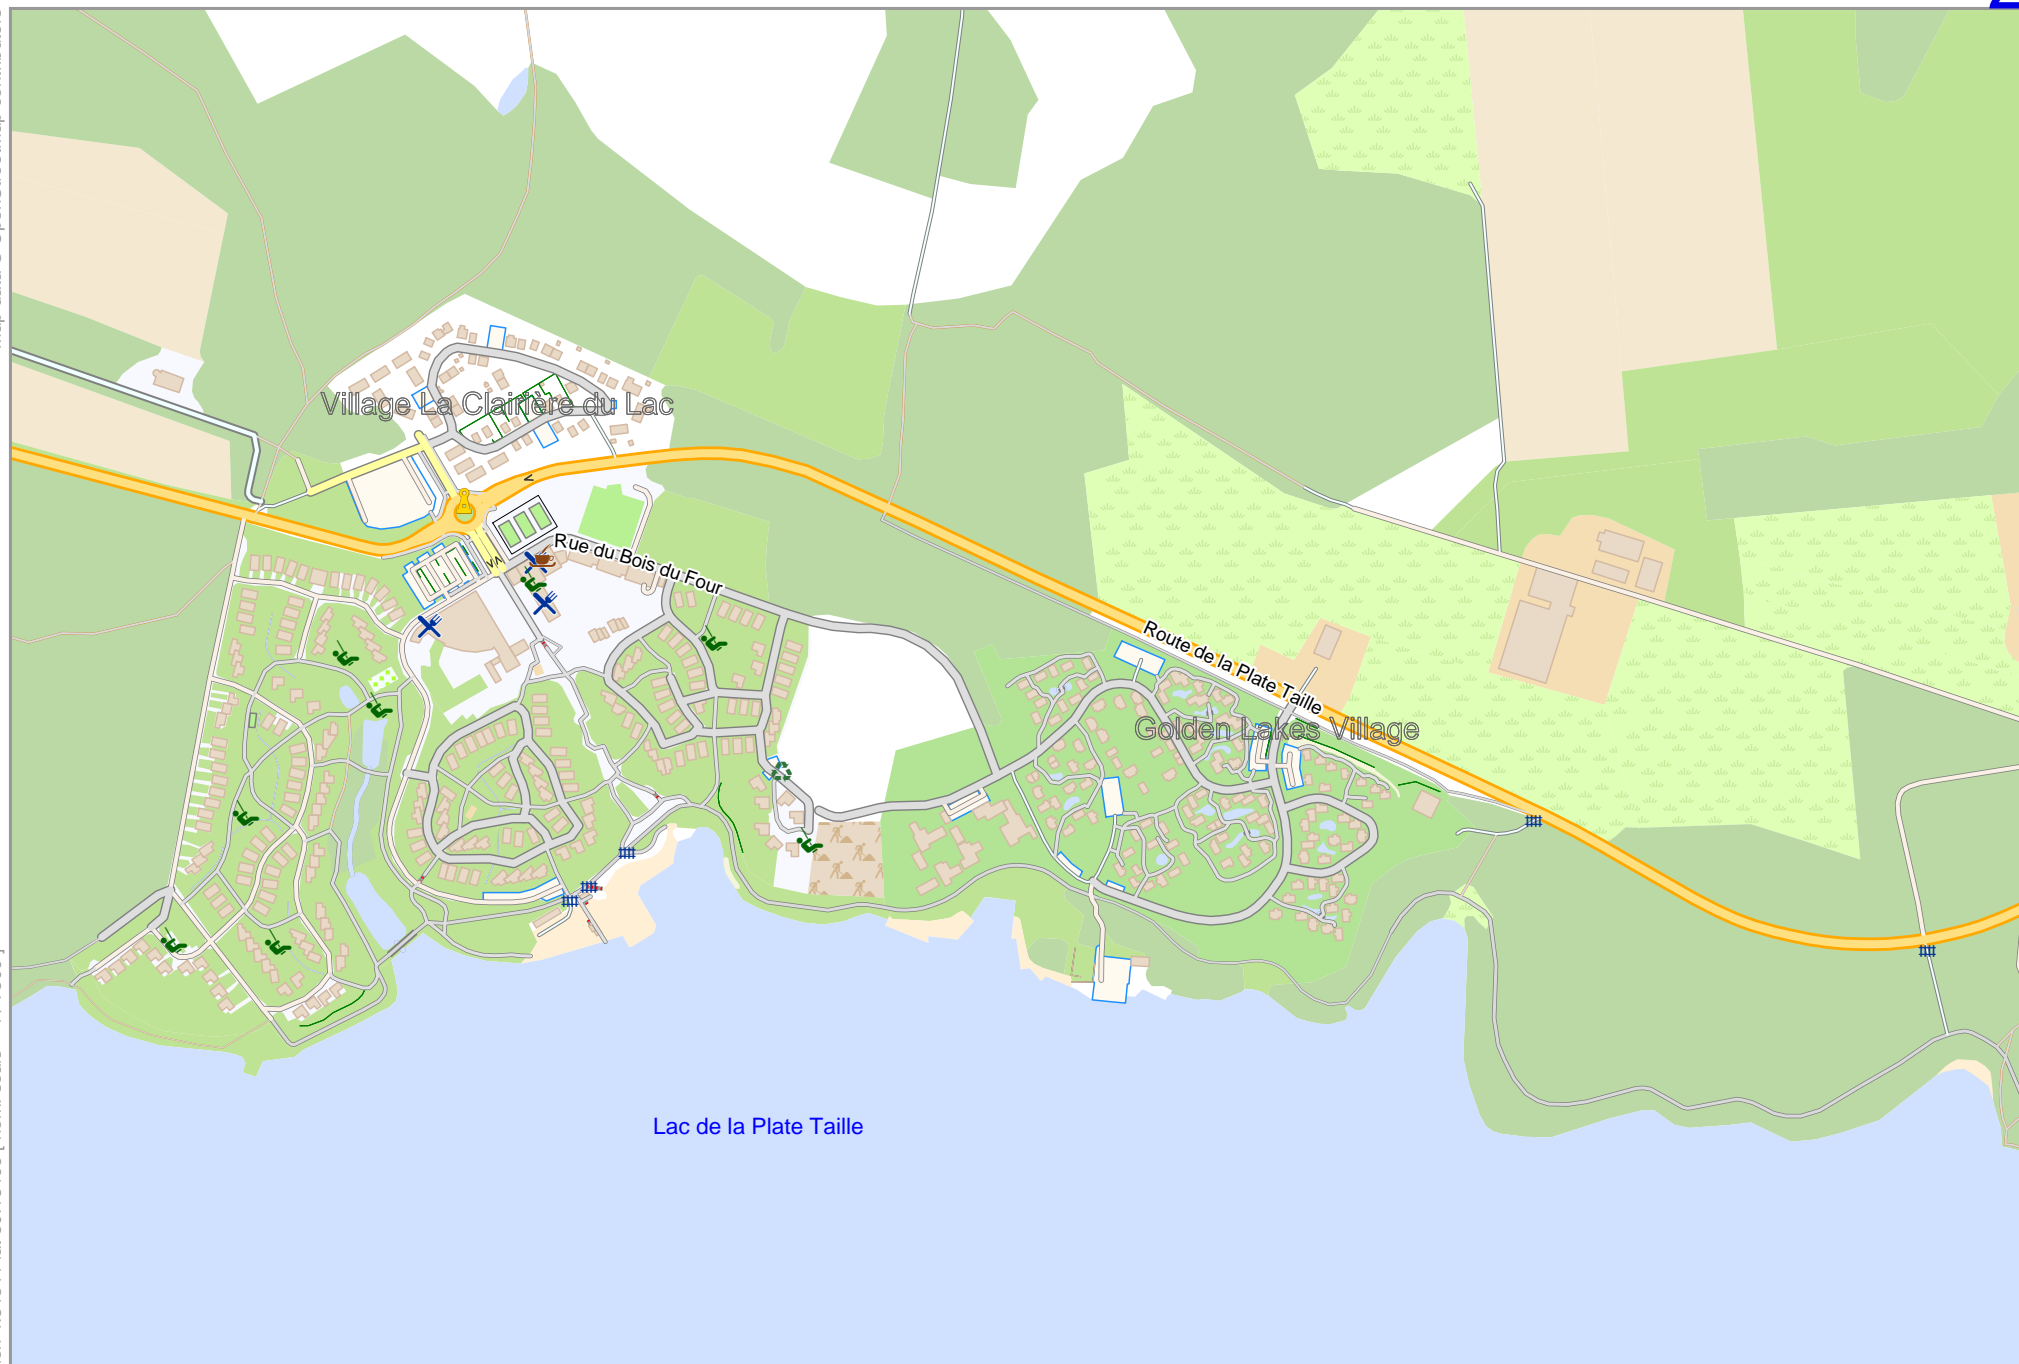 Village La Clairière du Lac
Rue du Bois du Four
Route de la Plate Taille
Golden Lakes Village
Lac de la Plate Taille